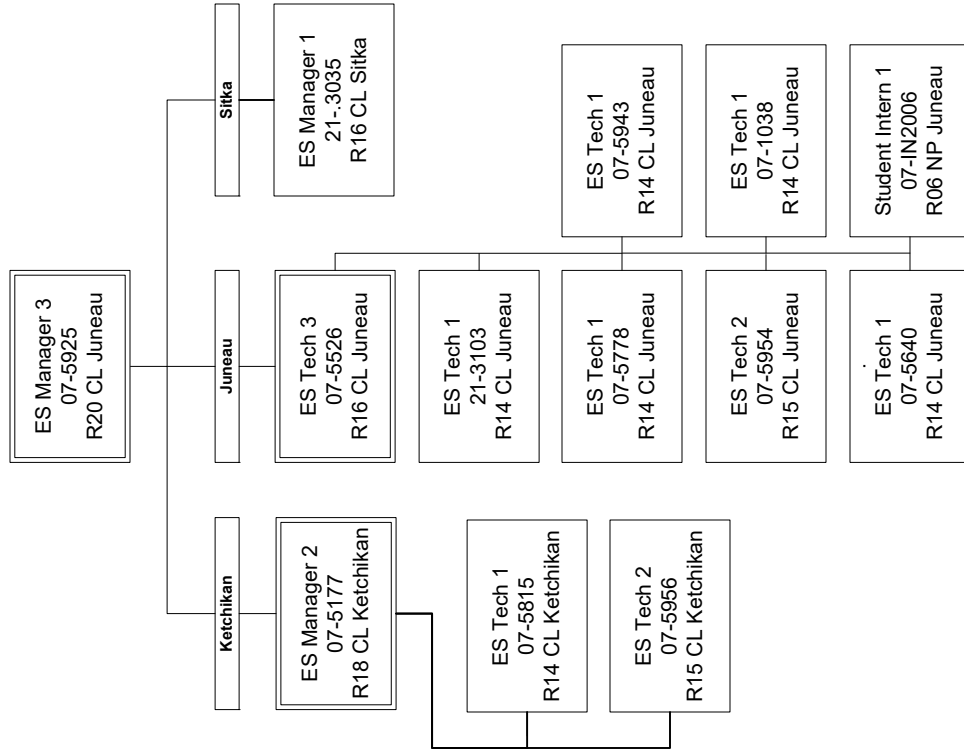 ES Manager 3
07-5925
R20 CL Juneau
Ketchikan
Juneau
Sitka
ES Manager 2
07-5177
R18 CL Ketchikan
ES Tech 3
07-5526
R16 CL Juneau
ES Manager 1
21-.3035
R16 CL Sitka
ES Tech 1
07-5815
R14 CL Ketchikan
ES Tech 2
07-5956
R15 CL Ketchikan
ES Tech 1
21-3103
R14 CL Juneau
ES Tech 1
07-5778
R14 CL Juneau
ES Tech 1
07-5943
R14 CL Juneau
ES Tech 2
07-5954
R15 CL Juneau
ES Tech 1
07-1038
R14 CL Juneau
ES Tech 1
07-5640
R14 CL Juneau
Student Intern 1
07-IN2006
R06 NP Juneau